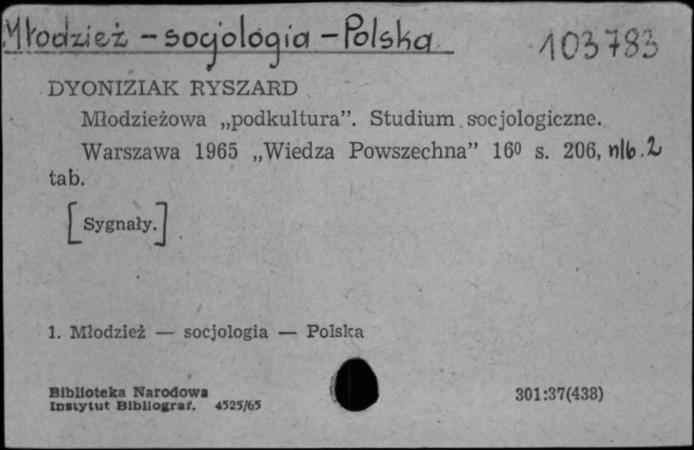 Młodzież - socjologia - Polska 103783
DYONIZIAK RYSZARD
Młodzieżowa „podkultura”. Studium socjologiczne.
Warszawa 1965 „Wiedza Powszechna” 16⁰ s. 206, nlb. 2
tab.
[Sygnały.]
1. Młodzież — socjologia — Polska
Biblioteka Narodowa 301:37(438)
Instytut Bibliograf. 4525/65